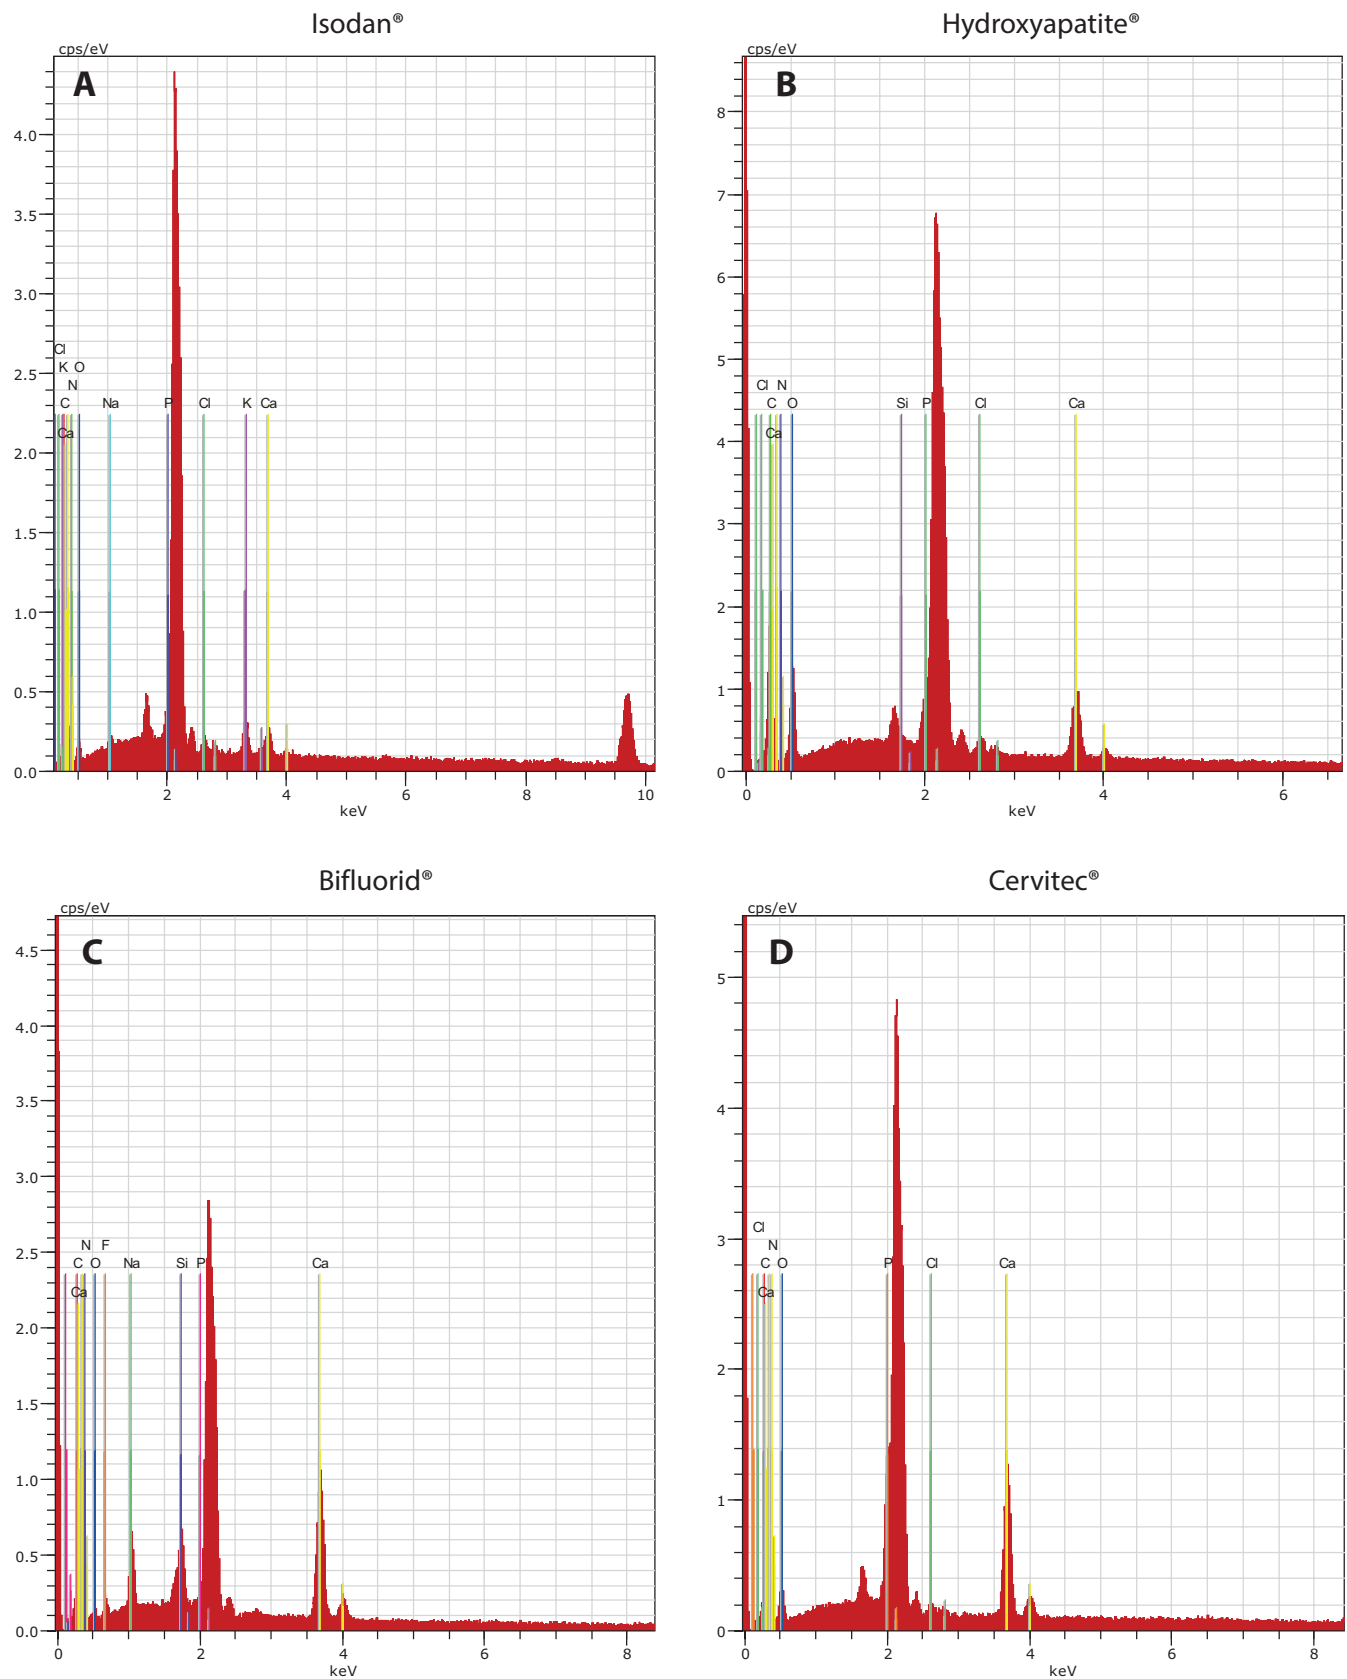 Isodan®
cps/eV
A
4.0
3.5
3.0
2.5
2.0
1.5
1.0
0.5
0.0
Cl
K O
N
C Na P Cl K Ca
Ca
2 4 6 8 10
keV
Hydroxyapatite®
cps/eV
B
8
7
6
5
4
3
2
1
0
Cl N
C O Si P Cl Ca
Ca
0 2 4 6
keV
Bifluorid®
cps/eV
C
4.5
4.0
3.5
3.0
2.5
2.0
1.5
1.0
0.5
0.0
N F
C O Na Si P Ca
Ca
0 2 4 6 8
keV
Cervitec®
cps/eV
D
5
4
3
2
1
0
Cl
N
C O P Cl Ca
Ca
0 2 4 6 8
keV